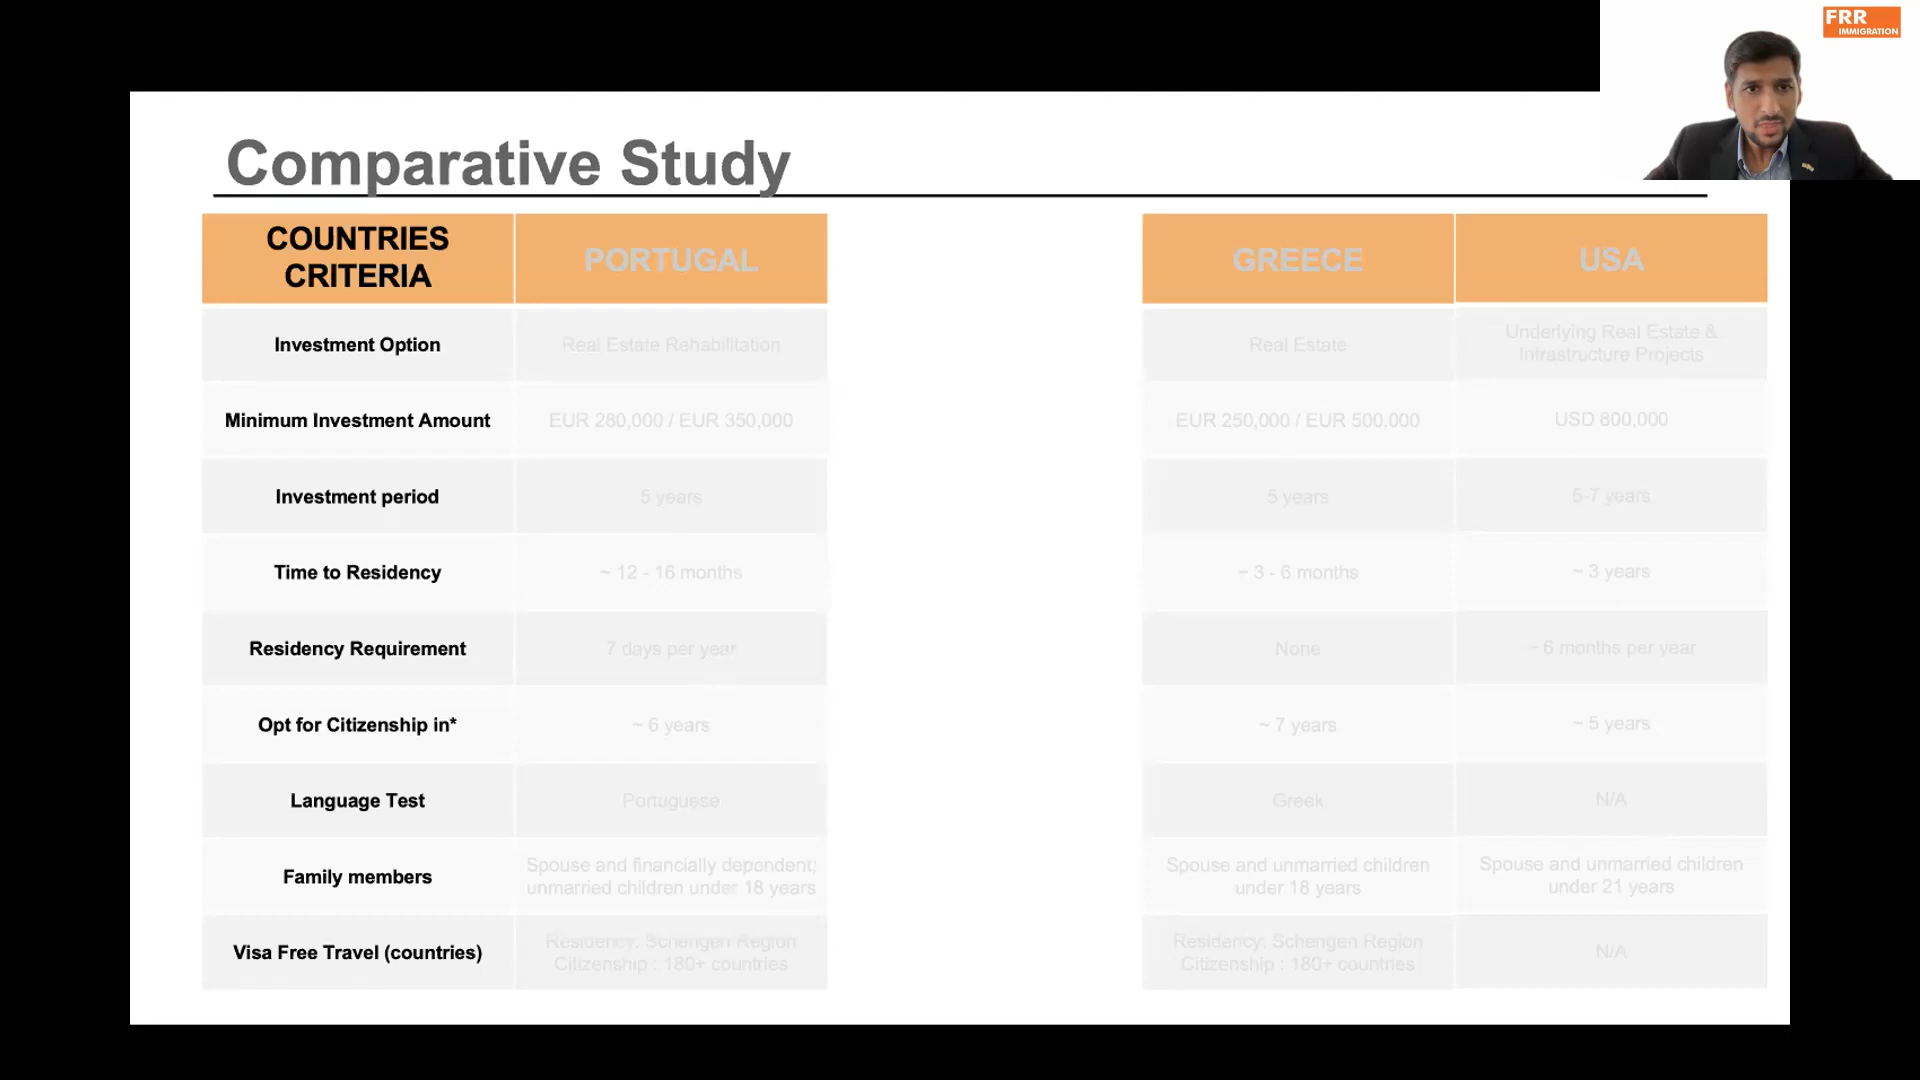 FRR
IMMIGRATION
Comparative Study
COUNTRIES
CRITERIA
PORTUGAL
GREECE
USA
Investment Option
Real Estate Rehabilitation
Real Estate
Underlying Real Estate &
Infrastructure Projects
Minimum Investment Amount
EUR 280,000 / EUR 350,000
EUR 250,000 / EUR 500,000
USD 800,000
Investment period
5 years
5 years
5-7 years
Time to Residency
~ 12 - 16 months
~ 3 - 6 months
~ 3 years
Residency Requirement
7 days per year
None
~ 6 months per year
Opt for Citizenship in*
~ 6 years
~ 7 years
~ 5 years
Language Test
Portuguese
Greek
N/A
Family members
Spouse and financially dependent;
unmarried children under 18 years
Spouse and unmarried children
under 18 years
Spouse and unmarried children
under 21 years
Visa Free Travel (countries)
Residency: Schengen Region
Citizenship : 180+ countries
Residency: Schengen Region
Citizenship : 180+ countries
N/A